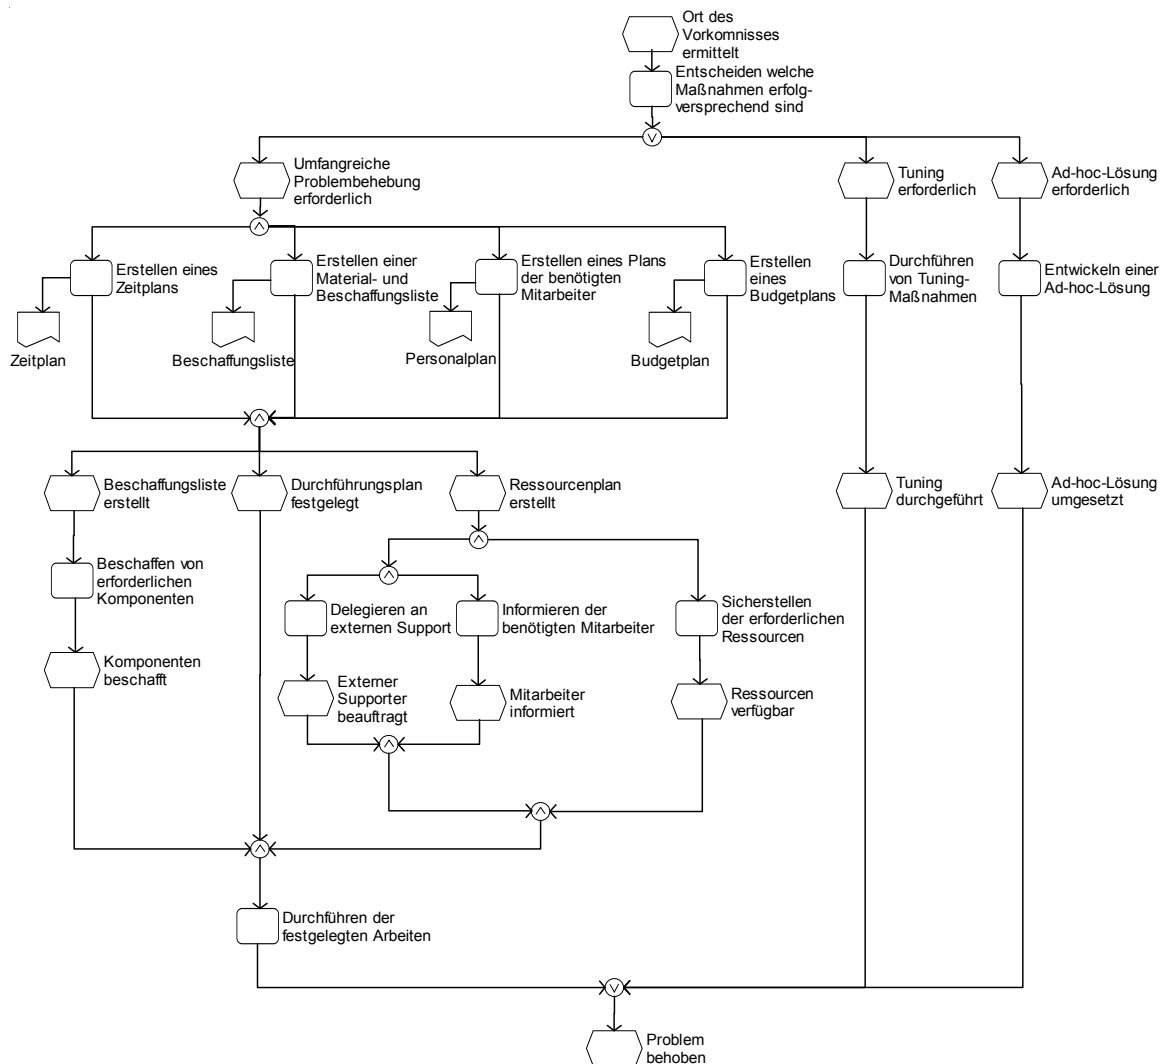 Ort des
Vorkomnisses
ermittelt
Entscheiden welche
Maßnahmen erfolg-
versprechend sind
Umfangreiche
Problembehebung
erforderlich
Tuning
erforderlich
Ad-hoc-Lösung
erforderlich
Erstellen eines
Zeitplans
Erstellen einer
Material- und
Beschaffungsliste
Erstellen eines Plans
der benötigten
Mitarbeiter
Erstellen
eines
Budgetplans
Durchführen
von Tuning-
Maßnahmen
Entwickeln einer
Ad-hoc-Lösung
Zeitplan
Beschaffungsliste
Personalplan
Budgetplan
Beschaffungsliste
erstellt
Durchführungsplan
festgelegt
Ressourcenplan
erstellt
Tuning
durchgeführt
Ad-hoc-Lösung
umgesetzt
Beschaffen von
erforderlichen
Komponenten
Delegieren an
externen Support
Informieren der
benötigten Mitarbeiter
Sicherstellen
der erforderlichen
Ressourcen
Komponenten
beschafft
Externer
Supporter
beauftragt
Mitarbeiter
informiert
Ressourcen
verfügbar
Durchführen der
festgelegten Arbeiten
Problem
behoben